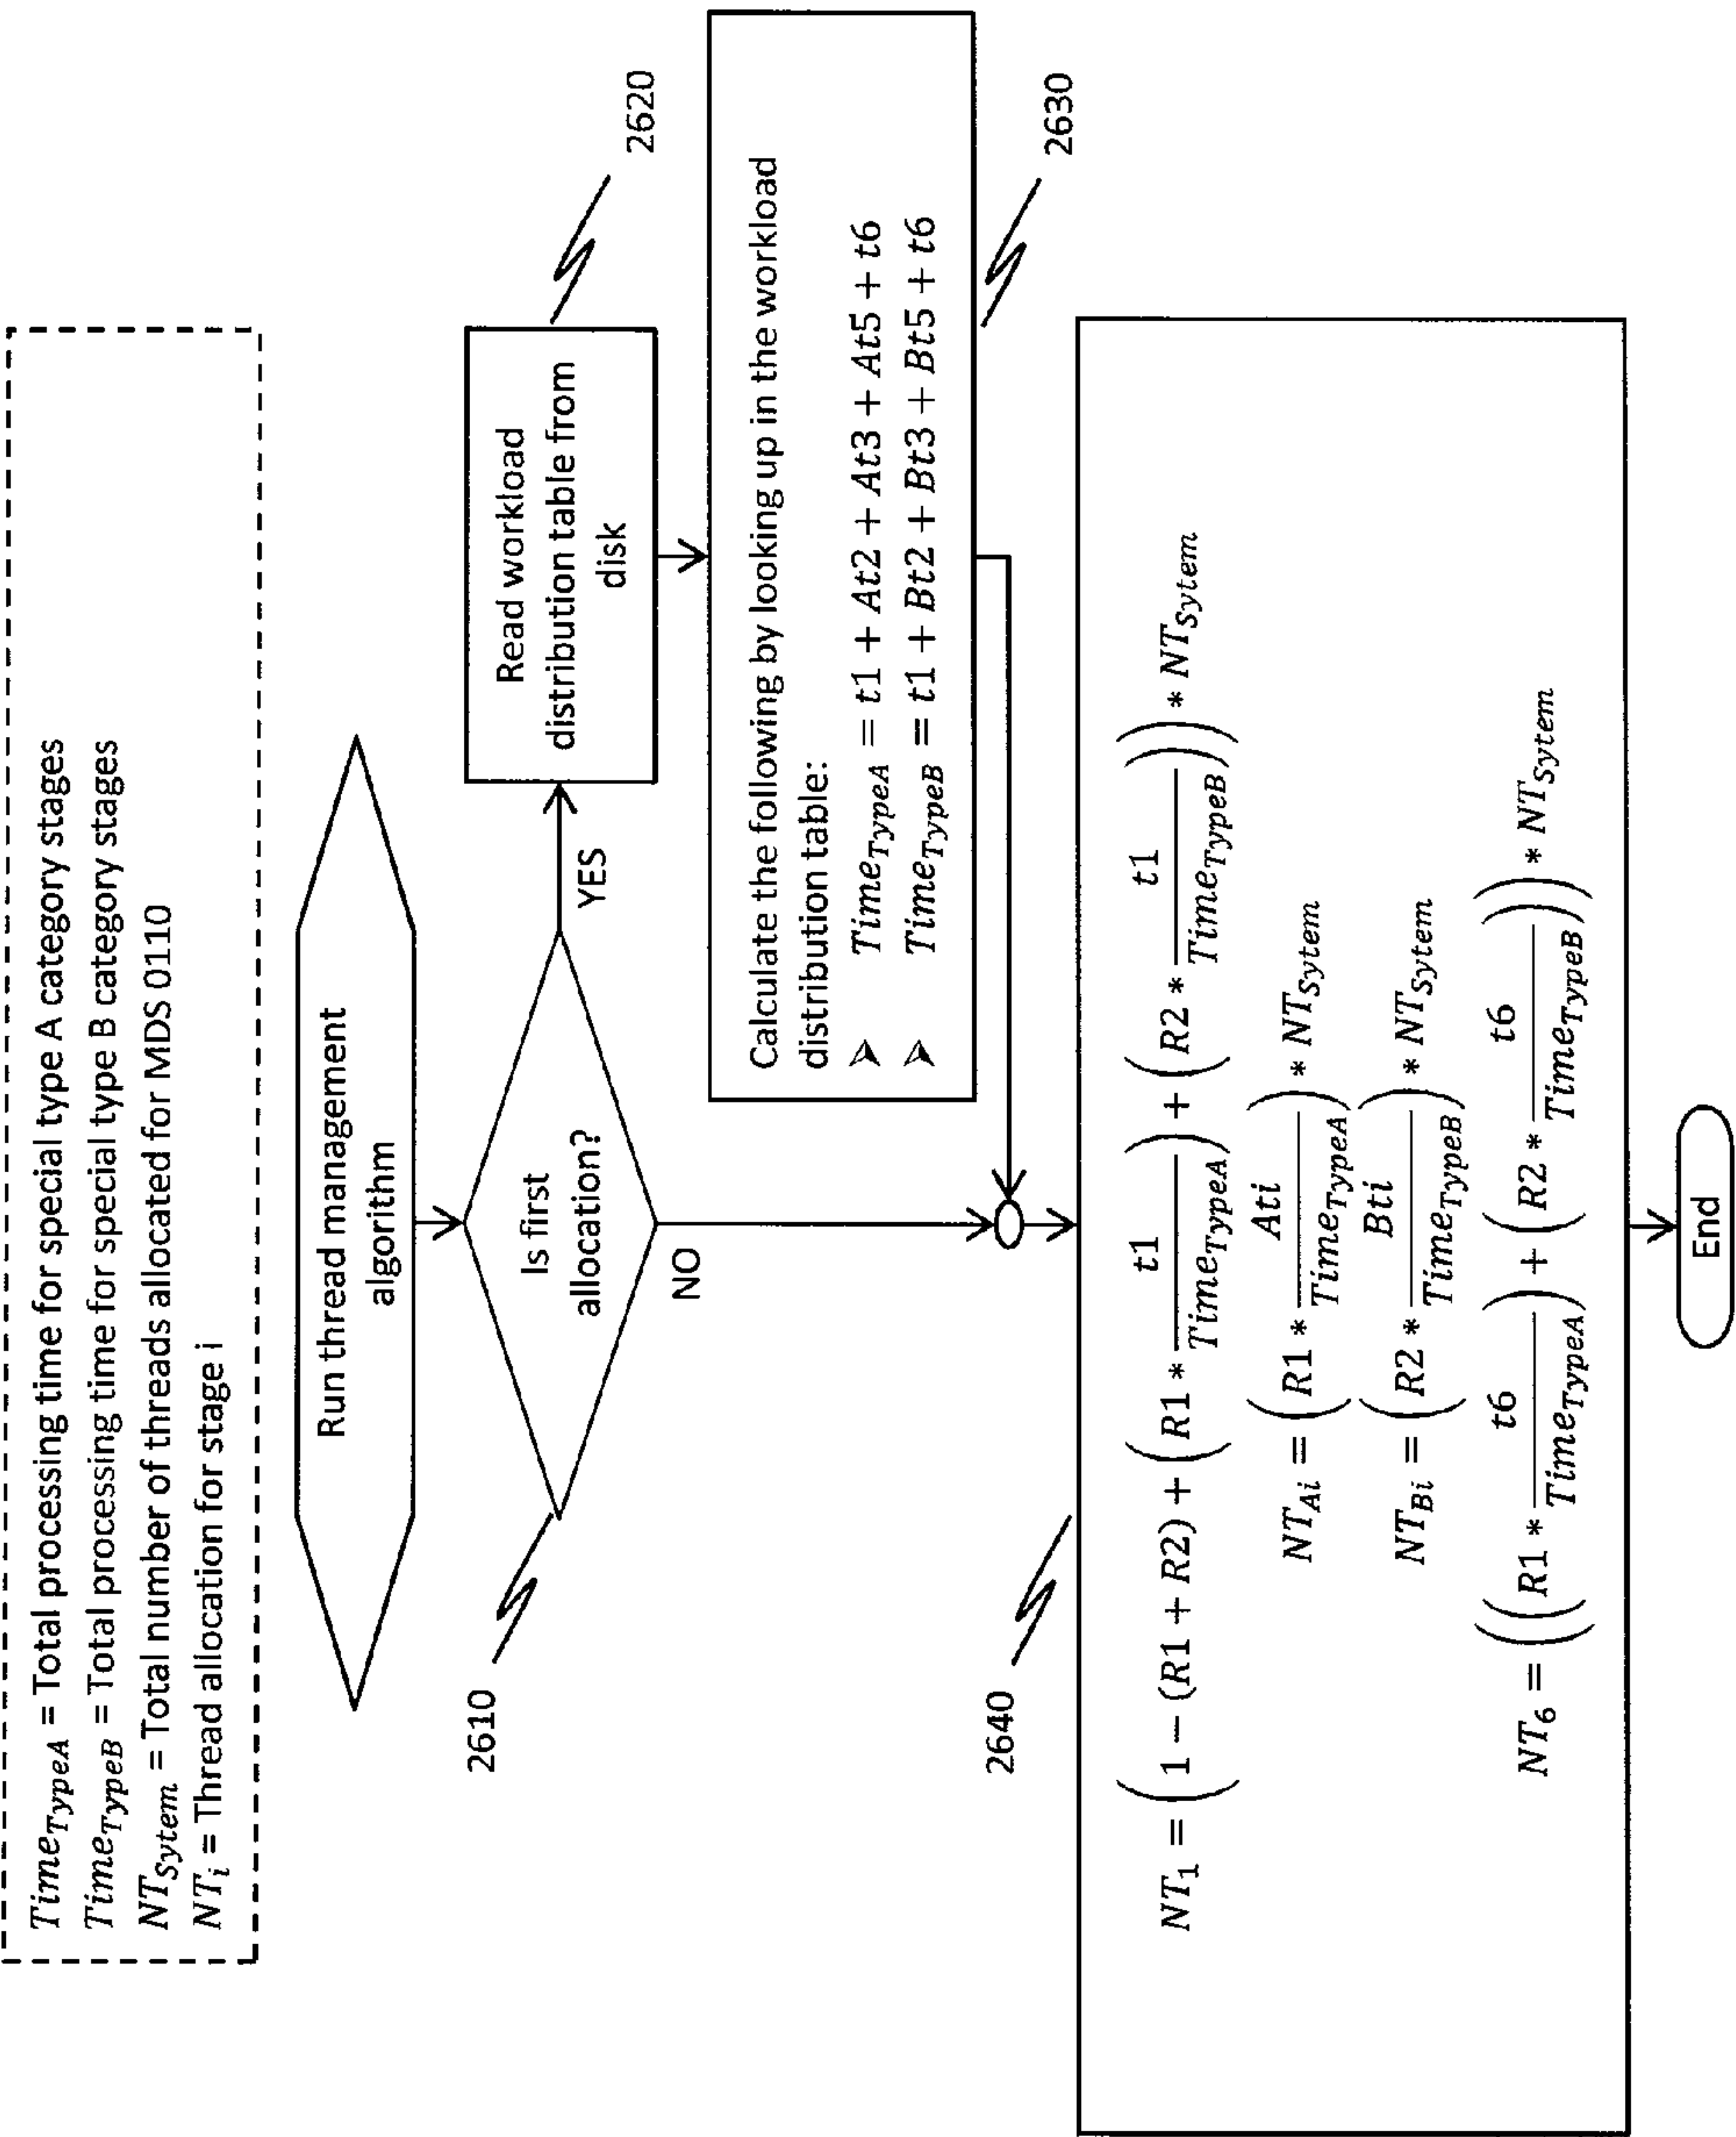 Time_TypeA = Total processing time for special type A category stages
Time_TypeB = Total processing time for special type B category stages
NT_Sytem = Total number of threads allocated for MDS 0110
NT_i = Thread allocation for stage i
Run thread management
algorithm
2610
Is first
allocation?
YES
NO
Read workload
distribution table from
disk
2620
Calculate the following by looking up in the workload
distribution table:
➢ Time_TypeA = t1 + At2 + At3 + At5 + t6
➢ Time_TypeB = t1 + Bt2 + Bt3 + Bt5 + t6
2630
2640
NT_1 = (1 − (R1 + R2) + (R1 * t1/Time_TypeA) + (R2 * t1/Time_TypeB)) * NT_Sytem
NT_Ai = (R1 * Ati/Time_TypeA) * NT_Sytem
NT_Bi = (R2 * Bti/Time_TypeB) * NT_Sytem
NT_6 = ((R1 * t6/Time_TypeA) + (R2 * t6/Time_TypeB)) * NT_Sytem
End